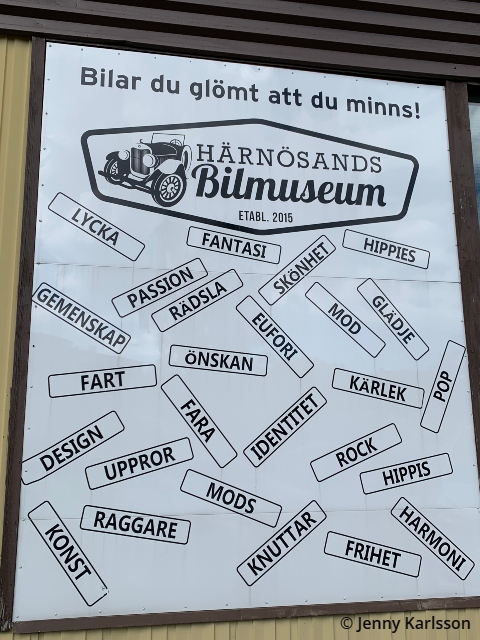 Bilar du glömt att du minns!
HÄRNÖSANDS
Bilmuseum
ETABL. 2015
LYCKA
FANTASI
HIPPIES
SKÖNHET
PASSION
RÄDSLA
GEMENSKAP
EUFORI
MOD
GLÄDJE
ÖNSKAN
FART
KÄRLEK
POP
FARA
IDENTITET
DESIGN
UPPROR
ROCK
HIPPIS
MODS
RAGGARE
KNUTTAR
HARMONI
KONST
FRIHET
© Jenny Karlsson